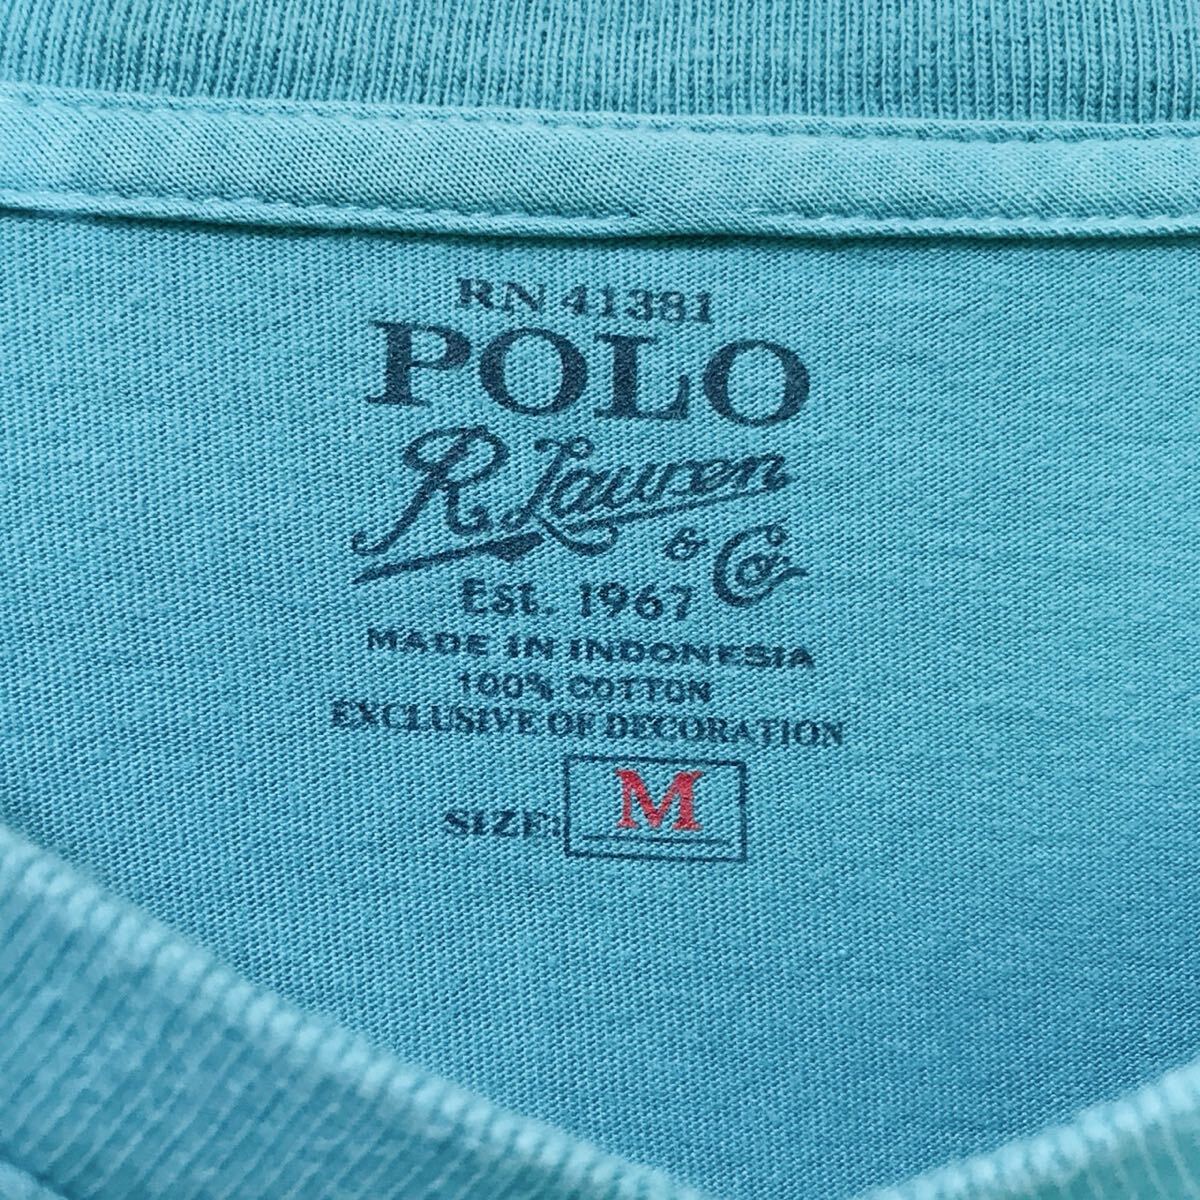 RN 41381
POLO
R. Lauren
& Co.
Est. 1967
MADE IN INDONESIA
100% COTTON
EXCLUSIVE OF DECORATION
SIZE: M